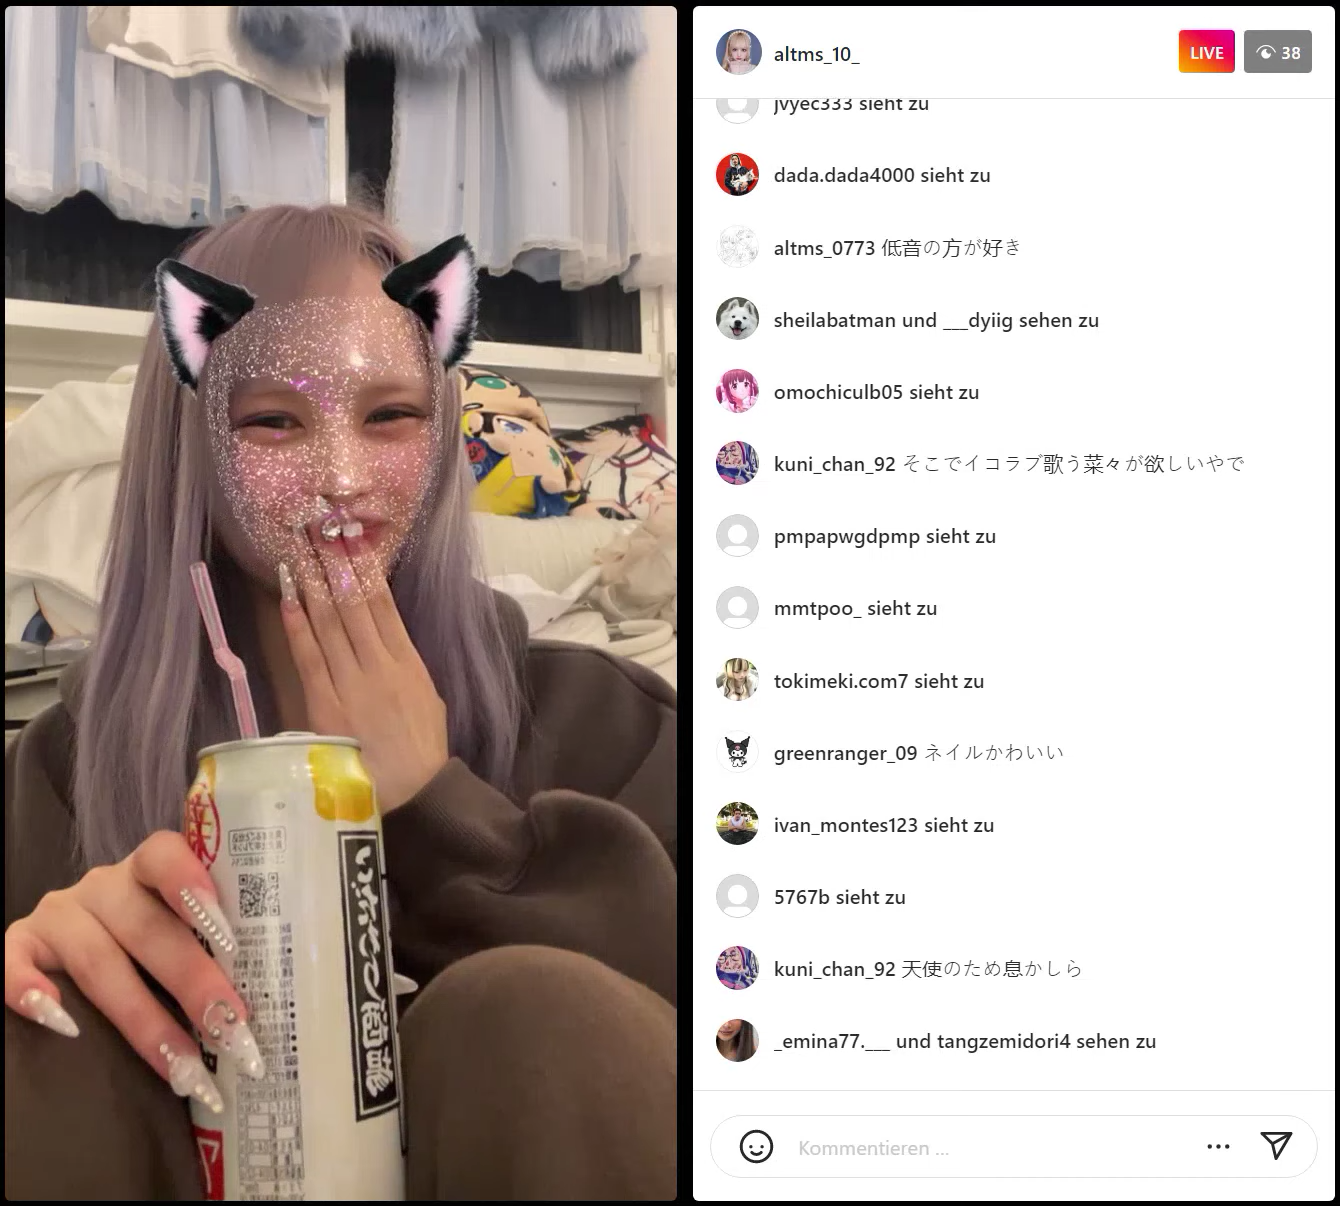 altms_10_
LIVE
38
jvyec333 sieht zu
dada.dada4000 sieht zu
altms_0773 低音の方が好き
sheilabatman und ___dyiig sehen zu
omochiculb05 sieht zu
kuni_chan_92 そこでイコラブ歌う菜々が欲しいやで
pmpapwgdpmp sieht zu
mmtpoo_ sieht zu
tokimeki.com7 sieht zu
greenranger_09 ネイルかわいい
ivan_montes123 sieht zu
5767b sieht zu
kuni_chan_92 天使のため息かしら
_emina77.___ und tangzemidori4 sehen zu
Kommentieren ...